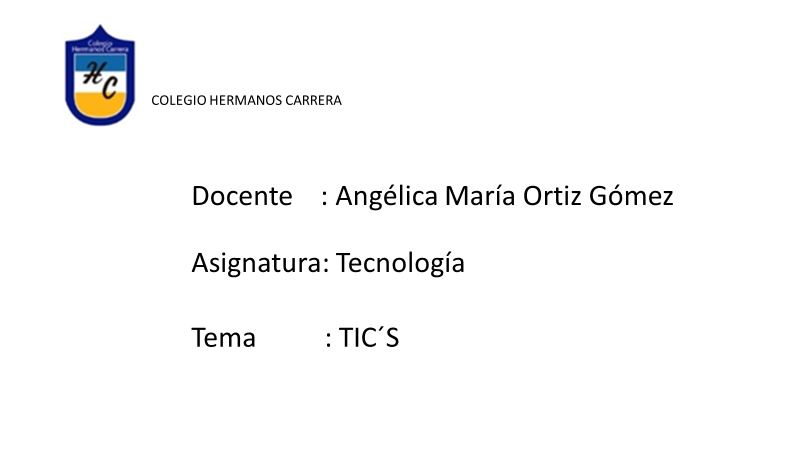 Colegio
Hermanos Carrera
HC
COLEGIO HERMANOS CARRERA
Docente : Angélica María Ortiz Gómez
Asignatura: Tecnología
Tema : TIC´S